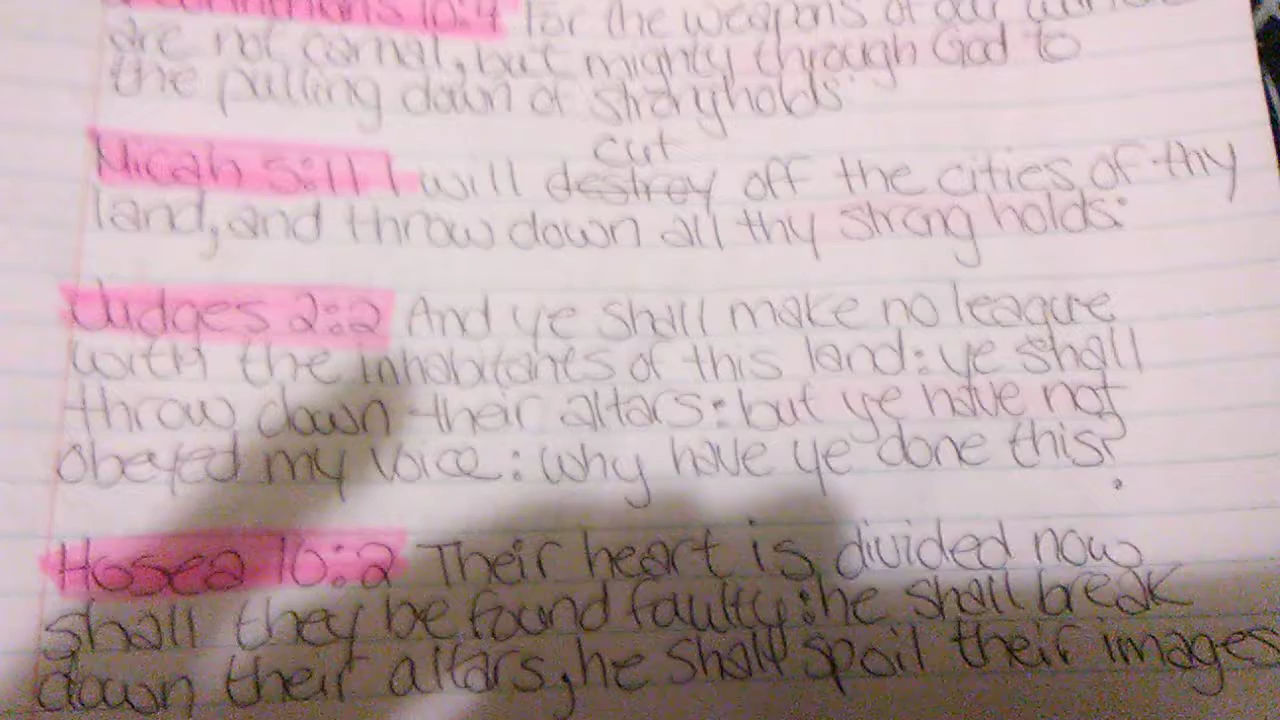 Corinthians 10:4 for the weapons of our
are not carnal, but mighty through God to
the pulling down of strongholds
cut
Micah 5:11 I will destroy off the cities of thy
land, and throw down all thy strong holds:
Judges 2:2 And ye shall make no league
with the inhabitants of this land: ye shall
throw down their altars: but ye have not
obeyed my voice: why have ye done this?
Hosea 10:2 Their heart is divided now
shall they be found faulty: he shall break
down their altars, he shall spoil their images